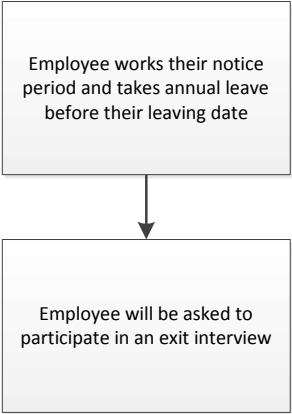 Employee works their notice
period and takes annual leave
before their leaving date
Employee will be asked to
participate in an exit interview